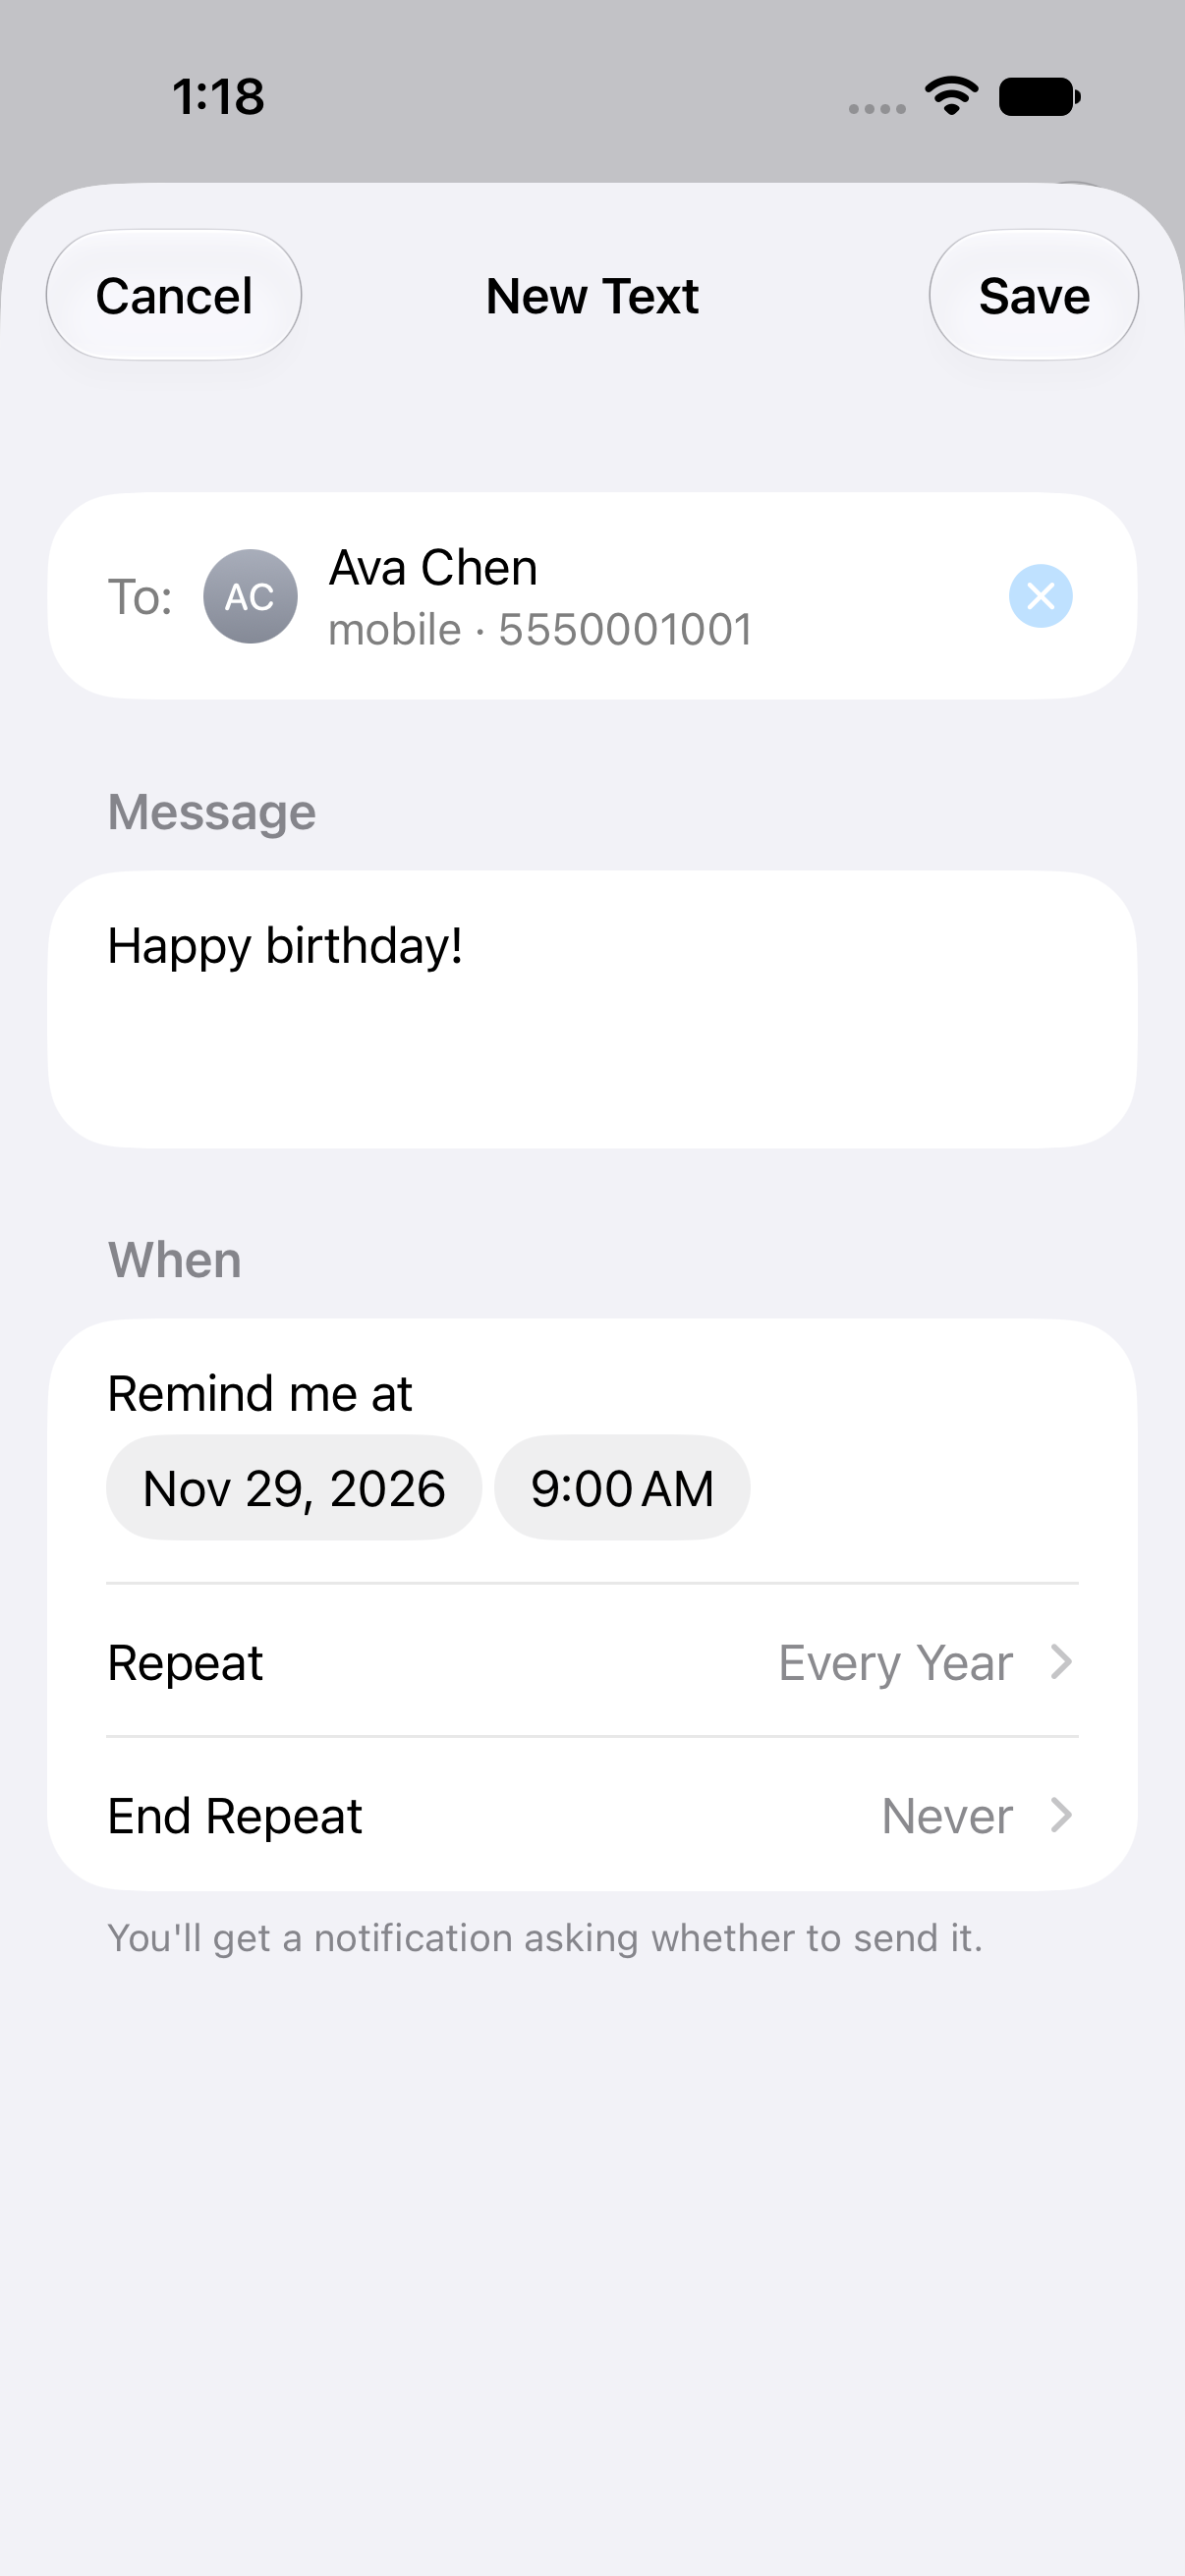 1:18
Cancel
New Text
Save
To:
AC
Ava Chen
mobile · 5550001001
Message
Happy birthday!
When
Remind me at
Nov 29, 2026
9:00 AM
Repeat
Every Year
End Repeat
Never
You'll get a notification asking whether to send it.